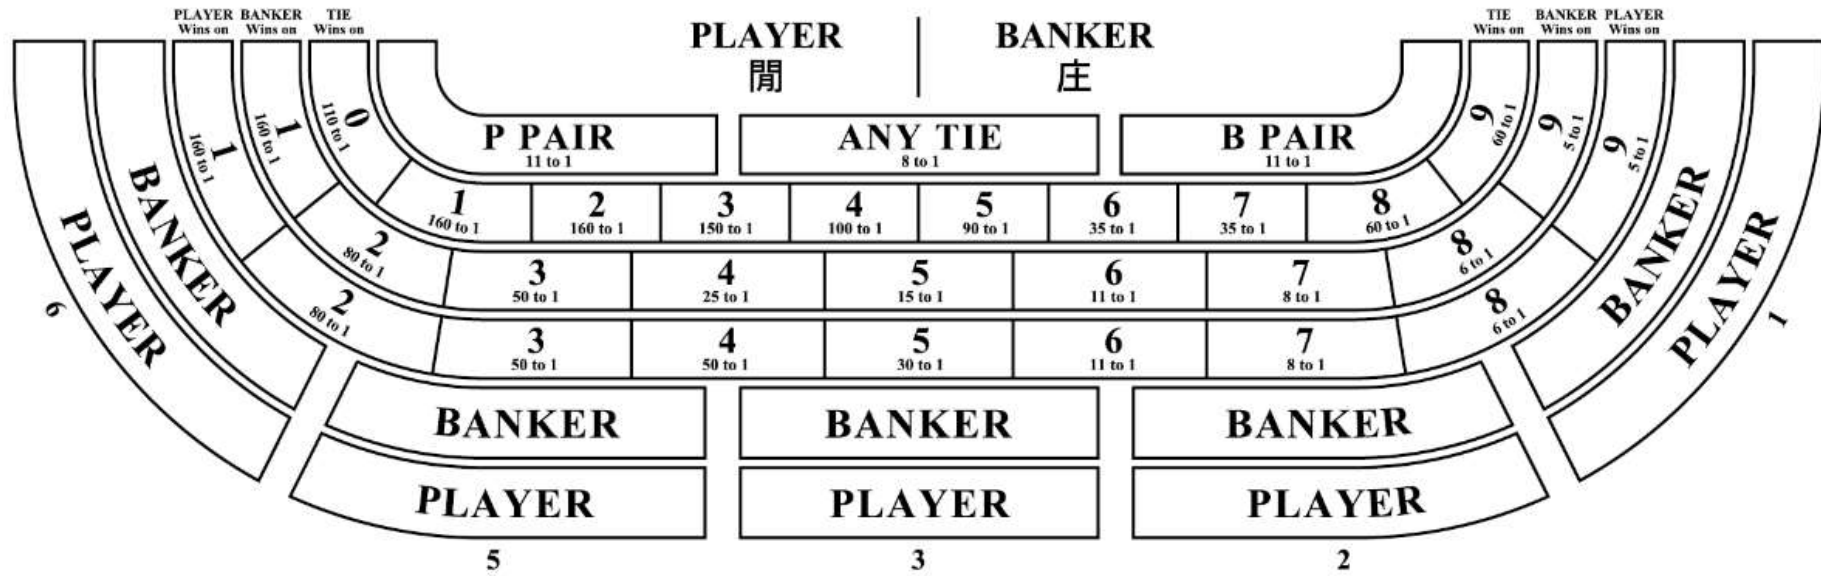 PLAYER
Wins on
BANKER
Wins on
TIE
Wins on
PLAYER
閒
BANKER
庄
TIE
Wins on
BANKER
Wins on
PLAYER
Wins on
P PAIR
11 to 1
ANY TIE
8 to 1
B PAIR
11 to 1
0
110 to 1
1
160 to 1
2
160 to 1
3
150 to 1
4
100 to 1
5
90 to 1
6
35 to 1
7
35 to 1
8
60 to 1
9
60 to 1
1
160 to 1
2
80 to 1
3
50 to 1
4
25 to 1
5
15 to 1
6
11 to 1
7
8 to 1
8
6 to 1
9
5 to 1
1
160 to 1
2
80 to 1
3
50 to 1
4
50 to 1
5
30 to 1
6
11 to 1
7
8 to 1
8
6 to 1
9
5 to 1
BANKER
PLAYER
6
BANKER
PLAYER
5
BANKER
PLAYER
3
BANKER
PLAYER
2
BANKER
PLAYER
1